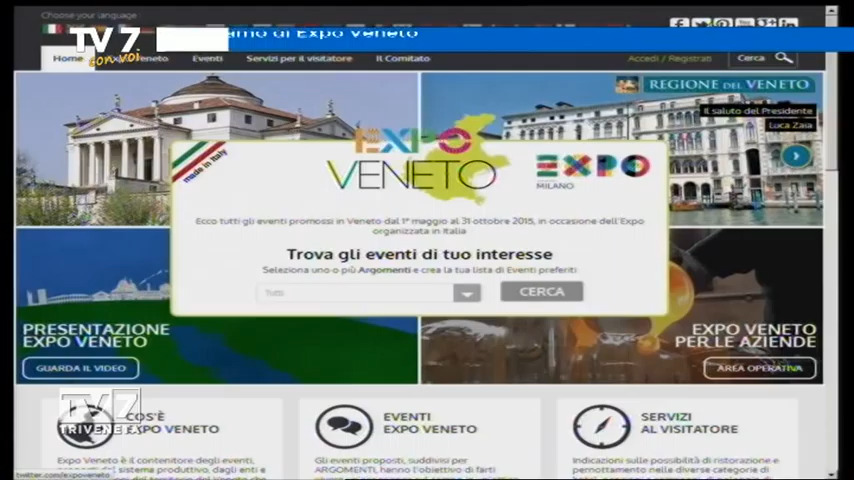 Choose your language
TV7
con voi
amo di Expo Veneto
Home
Veneto
Eventi
Servizi per il visitatore
Il Comitato
Accedi / Registrati
Cerca
REGIONE DEL VENETO
Il saluto del Presidente
Luca Zaia
made in Italy
EXPO
VENETO
EXPO
MILANO
Ecco tutti gli eventi promossi in Veneto dal 1° maggio al 31 ottobre 2015, in occasione dell'Expo
organizzata in Italia
Trova gli eventi di tuo interesse
Seleziona uno o più Argomenti e crea la tua lista di Eventi preferiti
Tutti
CERCA
PRESENTAZIONE
EXPO VENETO
GUARDA IL VIDEO
EXPO VENETO
PER LE AZIENDE
AREA OPERATIVA
TV7
TRIVENETA
COS'È
EXPO VENETO
Expo Veneto è il contenitore degli eventi,
del sistema produttivo, dagli enti e
EVENTI
EXPO VENETO
Gli eventi proposti, suddivisi per
ARGOMENTI, hanno l'obiettivo di farti
SERVIZI
AL VISITATORE
Indicazioni sulle possibilità di ristorazione e
pernottamento nelle diverse categorie di
twitter.com/expoveneto